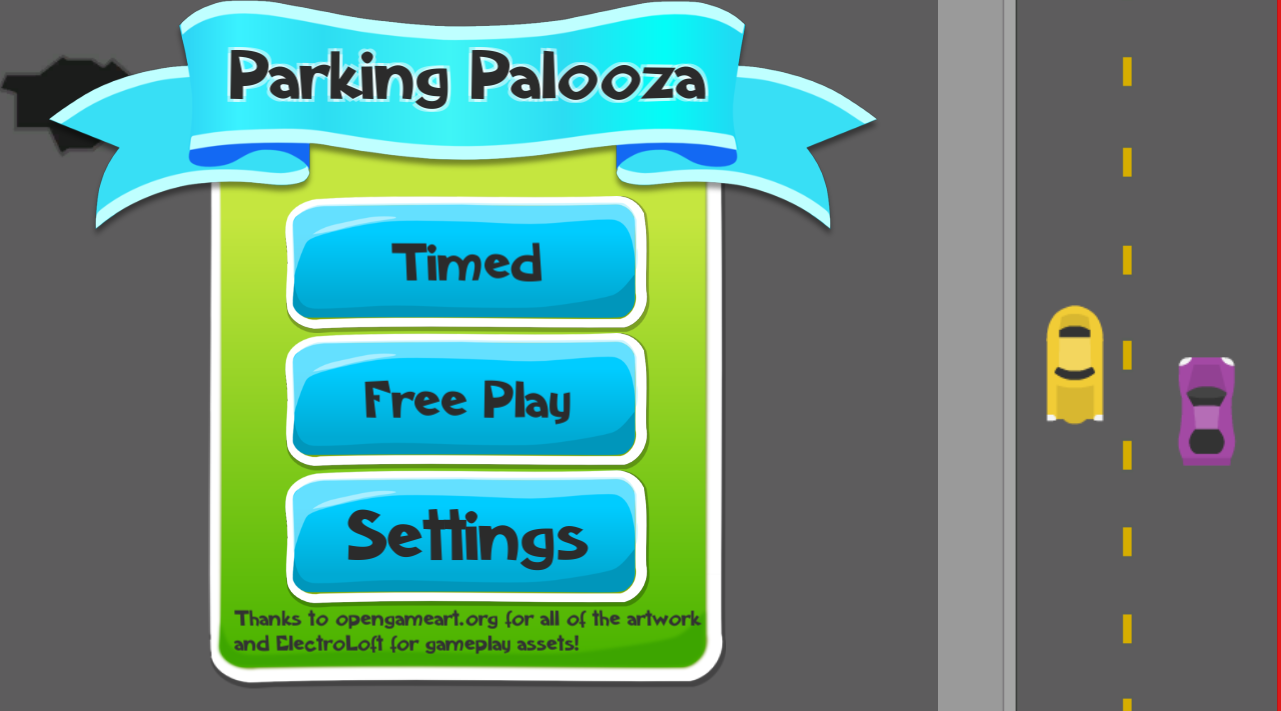 Parking Palooza
Timed
Free Play
Settings
Thanks to opengameart.org for all of the artwork
and ElectroLoft for gameplay assets!